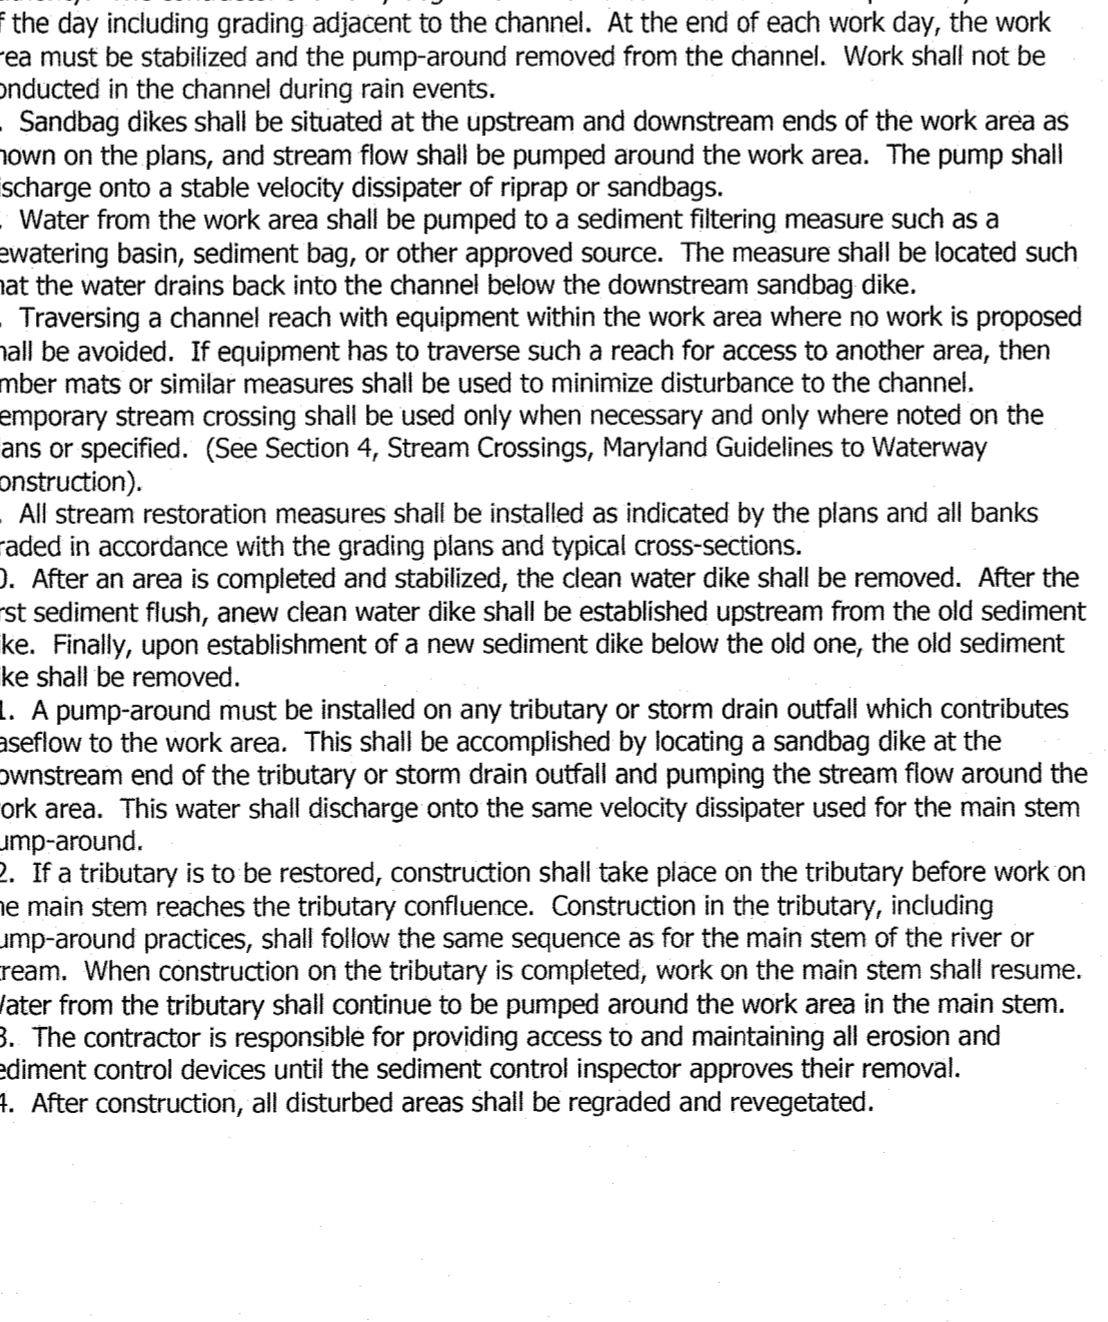 f the day including grading adjacent to the channel. At the end of each work day, the work
rea must be stabilized and the pump-around removed from the channel. Work shall not be
onducted in the channel during rain events.
. Sandbag dikes shall be situated at the upstream and downstream ends of the work area as
hown on the plans, and stream flow shall be pumped around the work area. The pump shall
ischarge onto a stable velocity dissipater of riprap or sandbags.
. Water from the work area shall be pumped to a sediment filtering measure such as a
ewatering basin, sediment bag, or other approved source. The measure shall be located such
hat the water drains back into the channel below the downstream sandbag dike.
. Traversing a channel reach with equipment within the work area where no work is proposed
hall be avoided. If equipment has to traverse such a reach for access to another area, then
mber mats or similar measures shall be used to minimize disturbance to the channel.
emporary stream crossing shall be used only when necessary and only where noted on the
lans or specified. (See Section 4, Stream Crossings, Maryland Guidelines to Waterway
onstruction).
. All stream restoration measures shall be installed as indicated by the plans and all banks
raded in accordance with the grading plans and typical cross-sections.
0. After an area is completed and stabilized, the clean water dike shall be removed. After the
rst sediment flush, anew clean water dike shall be established upstream from the old sediment
ike. Finally, upon establishment of a new sediment dike below the old one, the old sediment
ike shall be removed.
1. A pump-around must be installed on any tributary or storm drain outfall which contributes
aseflow to the work area. This shall be accomplished by locating a sandbag dike at the
ownstream end of the tributary or storm drain outfall and pumping the stream flow around the
ork area. This water shall discharge onto the same velocity dissipater used for the main stem
ump-around.
2. If a tributary is to be restored, construction shall take place on the tributary before work on
he main stem reaches the tributary confluence. Construction in the tributary, including
ump-around practices, shall follow the same sequence as for the main stem of the river or
tream. When construction on the tributary is completed, work on the main stem shall resume.
Water from the tributary shall continue to be pumped around the work area in the main stem.
3. The contractor is responsible for providing access to and maintaining all erosion and
ediment control devices until the sediment control inspector approves their removal.
4. After construction, all disturbed areas shall be regraded and revegetated.